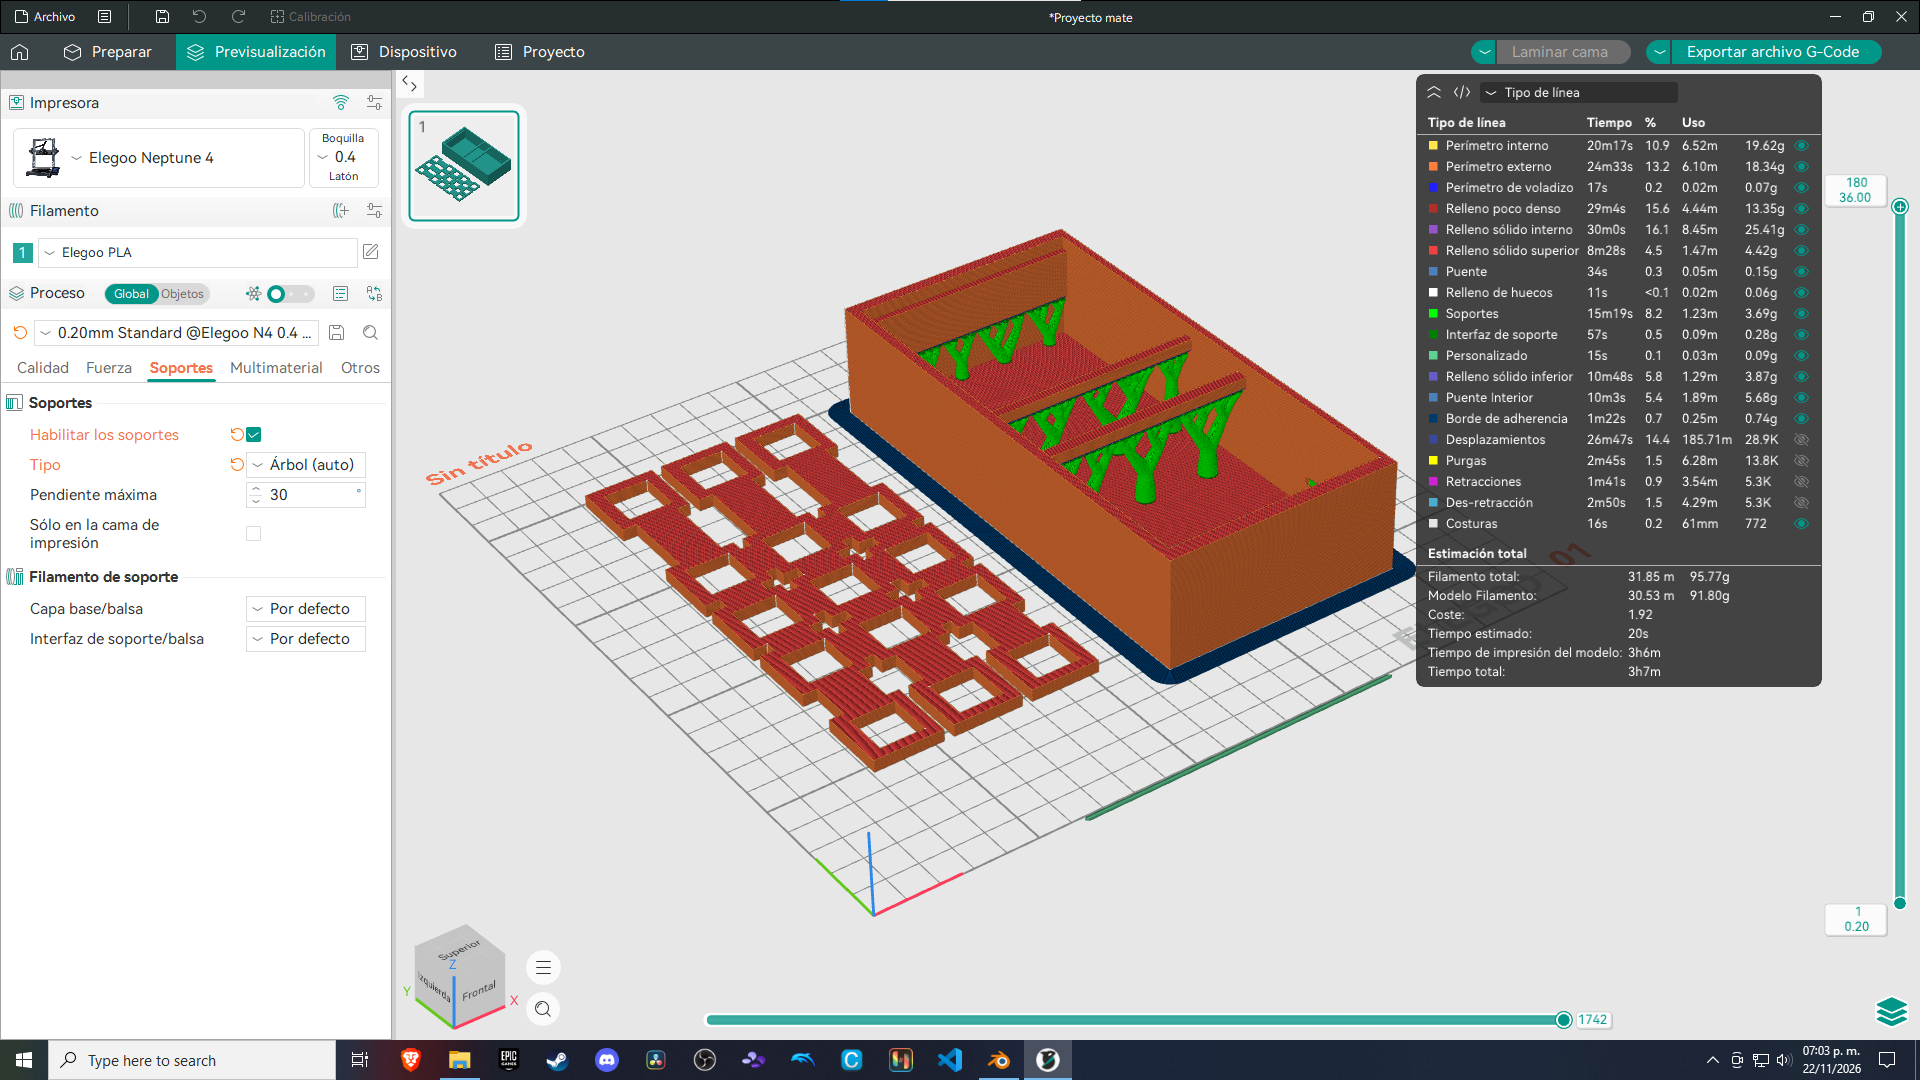 Archivo
Calibración
*Proyecto mate
Preparar
Previsualización
Dispositivo
Proyecto
Laminar cama
Exportar archivo G-Code
Impresora
Elegoo Neptune 4
Boquilla
0.4
Latón
Filamento
1
Elegoo PLA
Proceso
Global
Objetos
0.20mm Standard @Elegoo N4 0.4 ...
Calidad
Fuerza
Soportes
Multimaterial
Otros
Soportes
Habilitar los soportes
Tipo
Árbol (auto)
Pendiente máxima
30
°
Sólo en la cama de
impresión
Filamento de soporte
Capa base/balsa
Por defecto
Interfaz de soporte/balsa
Por defecto
1
Sin título
01
Tipo de línea
Tipo de línea Tiempo % Uso
Perímetro interno 20m17s 10.9 6.52m 19.62g
Perímetro externo 24m33s 13.2 6.10m 18.34g
Perímetro de voladizo 17s 0.2 0.02m 0.07g
Relleno poco denso 29m4s 15.6 4.44m 13.35g
Relleno sólido interno 30m0s 16.1 8.45m 25.41g
Relleno sólido superior 8m28s 4.5 1.47m 4.42g
Puente 34s 0.3 0.05m 0.15g
Relleno de huecos 11s <0.1 0.02m 0.06g
Soportes 15m19s 8.2 1.23m 3.69g
Interfaz de soporte 57s 0.5 0.09m 0.28g
Personalizado 15s 0.1 0.03m 0.09g
Relleno sólido inferior 10m48s 5.8 1.29m 3.87g
Puente Interior 10m3s 5.4 1.89m 5.68g
Borde de adherencia 1m22s 0.7 0.25m 0.74g
Desplazamientos 26m47s 14.4 185.71m 28.9K
Purgas 2m45s 1.5 6.28m 13.8K
Retracciones 1m41s 0.9 3.54m 5.3K
Des-retracción 2m50s 1.5 4.29m 5.3K
Costuras 16s 0.2 61mm 772
Estimación total
Filamento total: 31.85 m 95.77g
Modelo Filamento: 30.53 m 91.80g
Coste: 1.92
Tiempo estimado: 20s
Tiempo de impresión del modelo: 3h6m
Tiempo total: 3h7m
180
36.00
1
0.20
1742
Superior
Izquierda
Frontal
Z
Y
X
Type here to search
EPIC
GAMES
07:03 p. m.
22/11/2026